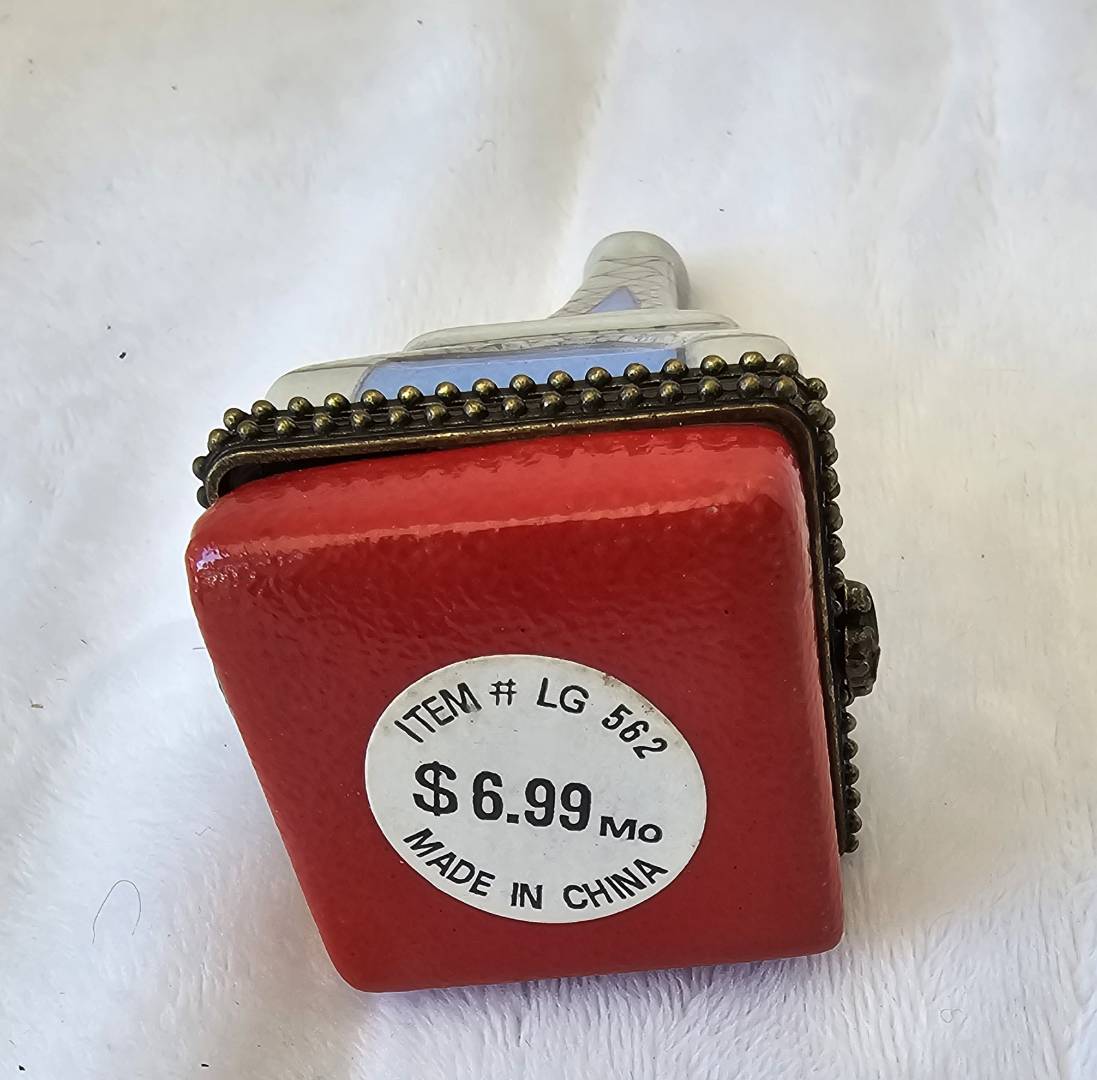 ITEM # LG 562
$6.99 MO
MADE IN CHINA